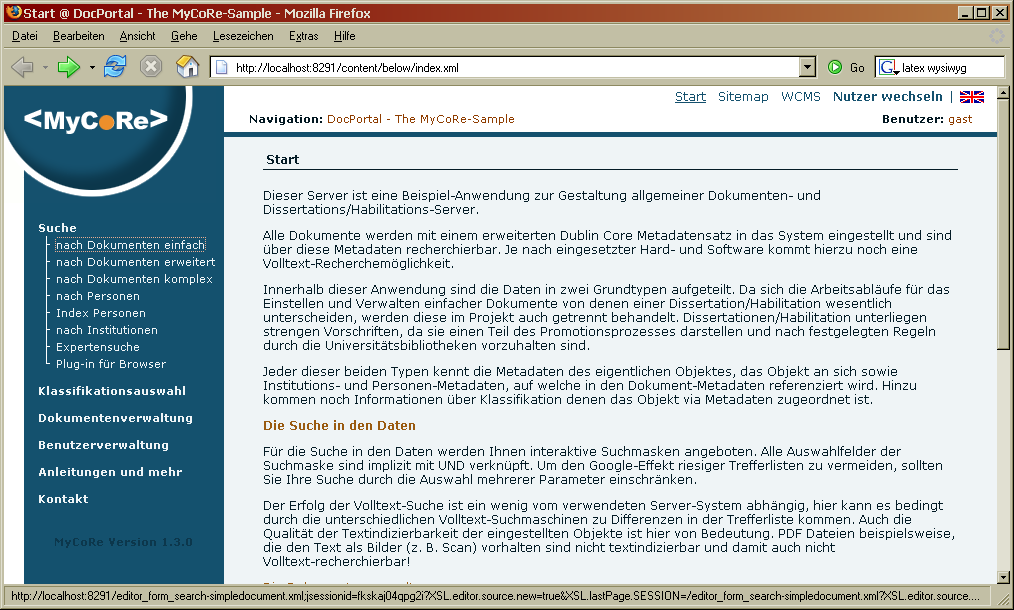 Start @ DocPortal - The MyCoRe-Sample - Mozilla Firefox
Datei Bearbeiten Ansicht Gehe Lesezeichen Extras Hilfe
http://localhost:8291/content/below/index.xml Go latex wysiwyg
<MyCoRe>
Start Sitemap WCMS Nutzer wechseln |
Navigation: DocPortal - The MyCoRe-Sample Benutzer: gast
Suche
nach Dokumenten einfach
nach Dokumenten erweitert
nach Dokumenten komplex
nach Personen
Index Personen
nach Institutionen
Expertensuche
Plug-in für Browser
Klassifikationsauswahl
Dokumentenverwaltung
Benutzerverwaltung
Anleitungen und mehr
Kontakt
MyCoRe Version 1.3.0
Start
Dieser Server ist eine Beispiel-Anwendung zur Gestaltung allgemeiner Dokumenten- und
Dissertations/Habilitations-Server.
Alle Dokumente werden mit einem erweiterten Dublin Core Metadatensatz in das System eingestellt und sind
über diese Metadaten recherchierbar. Je nach eingesetzter Hard- und Software kommt hierzu noch eine
Volltext-Recherchemöglichkeit.
Innerhalb dieser Anwendung sind die Daten in zwei Grundtypen aufgeteilt. Da sich die Arbeitsabläufe für das
Einstellen und Verwalten einfacher Dokumente von denen einer Dissertation/Habilitation wesentlich
unterscheiden, werden diese im Projekt auch getrennt behandelt. Dissertationen/Habilitation unterliegen
strengen Vorschriften, da sie einen Teil des Promotionsprozesses darstellen und nach festgelegten Regeln
durch die Universitätsbibliotheken vorzuhalten sind.
Jeder dieser beiden Typen kennt die Metadaten des eigentlichen Objektes, das Objekt an sich sowie
Institutions- und Personen-Metadaten, auf welche in den Dokument-Metadaten referenziert wird. Hinzu
kommen noch Informationen über Klassifikation denen das Objekt via Metadaten zugeordnet ist.
Die Suche in den Daten
Für die Suche in den Daten werden Ihnen interaktive Suchmasken angeboten. Alle Auswahlfelder der
Suchmaske sind implizit mit UND verknüpft. Um den Google-Effekt riesiger Trefferlisten zu vermeiden, sollten
Sie Ihre Suche durch die Auswahl mehrerer Parameter einschränken.
Der Erfolg der Volltext-Suche ist ein wenig vom verwendeten Server-System abhängig, hier kann es bedingt
durch die unterschiedlichen Volltext-Suchmaschinen zu Differenzen in der Trefferliste kommen. Auch die
Qualität der Textindizierbarkeit der eingestellten Objekte ist hier von Bedeutung. PDF Dateien beispielsweise,
die den Text als Bilder (z. B. Scan) vorhalten sind nicht textindizierbar und damit auch nicht
Volltext-recherchierbar!
http://localhost:8291/editor_form_search-simpledocument.xml;jsessionid=fkskaj04qpg2i?XSL.editor.source.new=true&XSL.lastPage.SESSION=/editor_form_search-simpledocument.xml?XSL.editor.source....